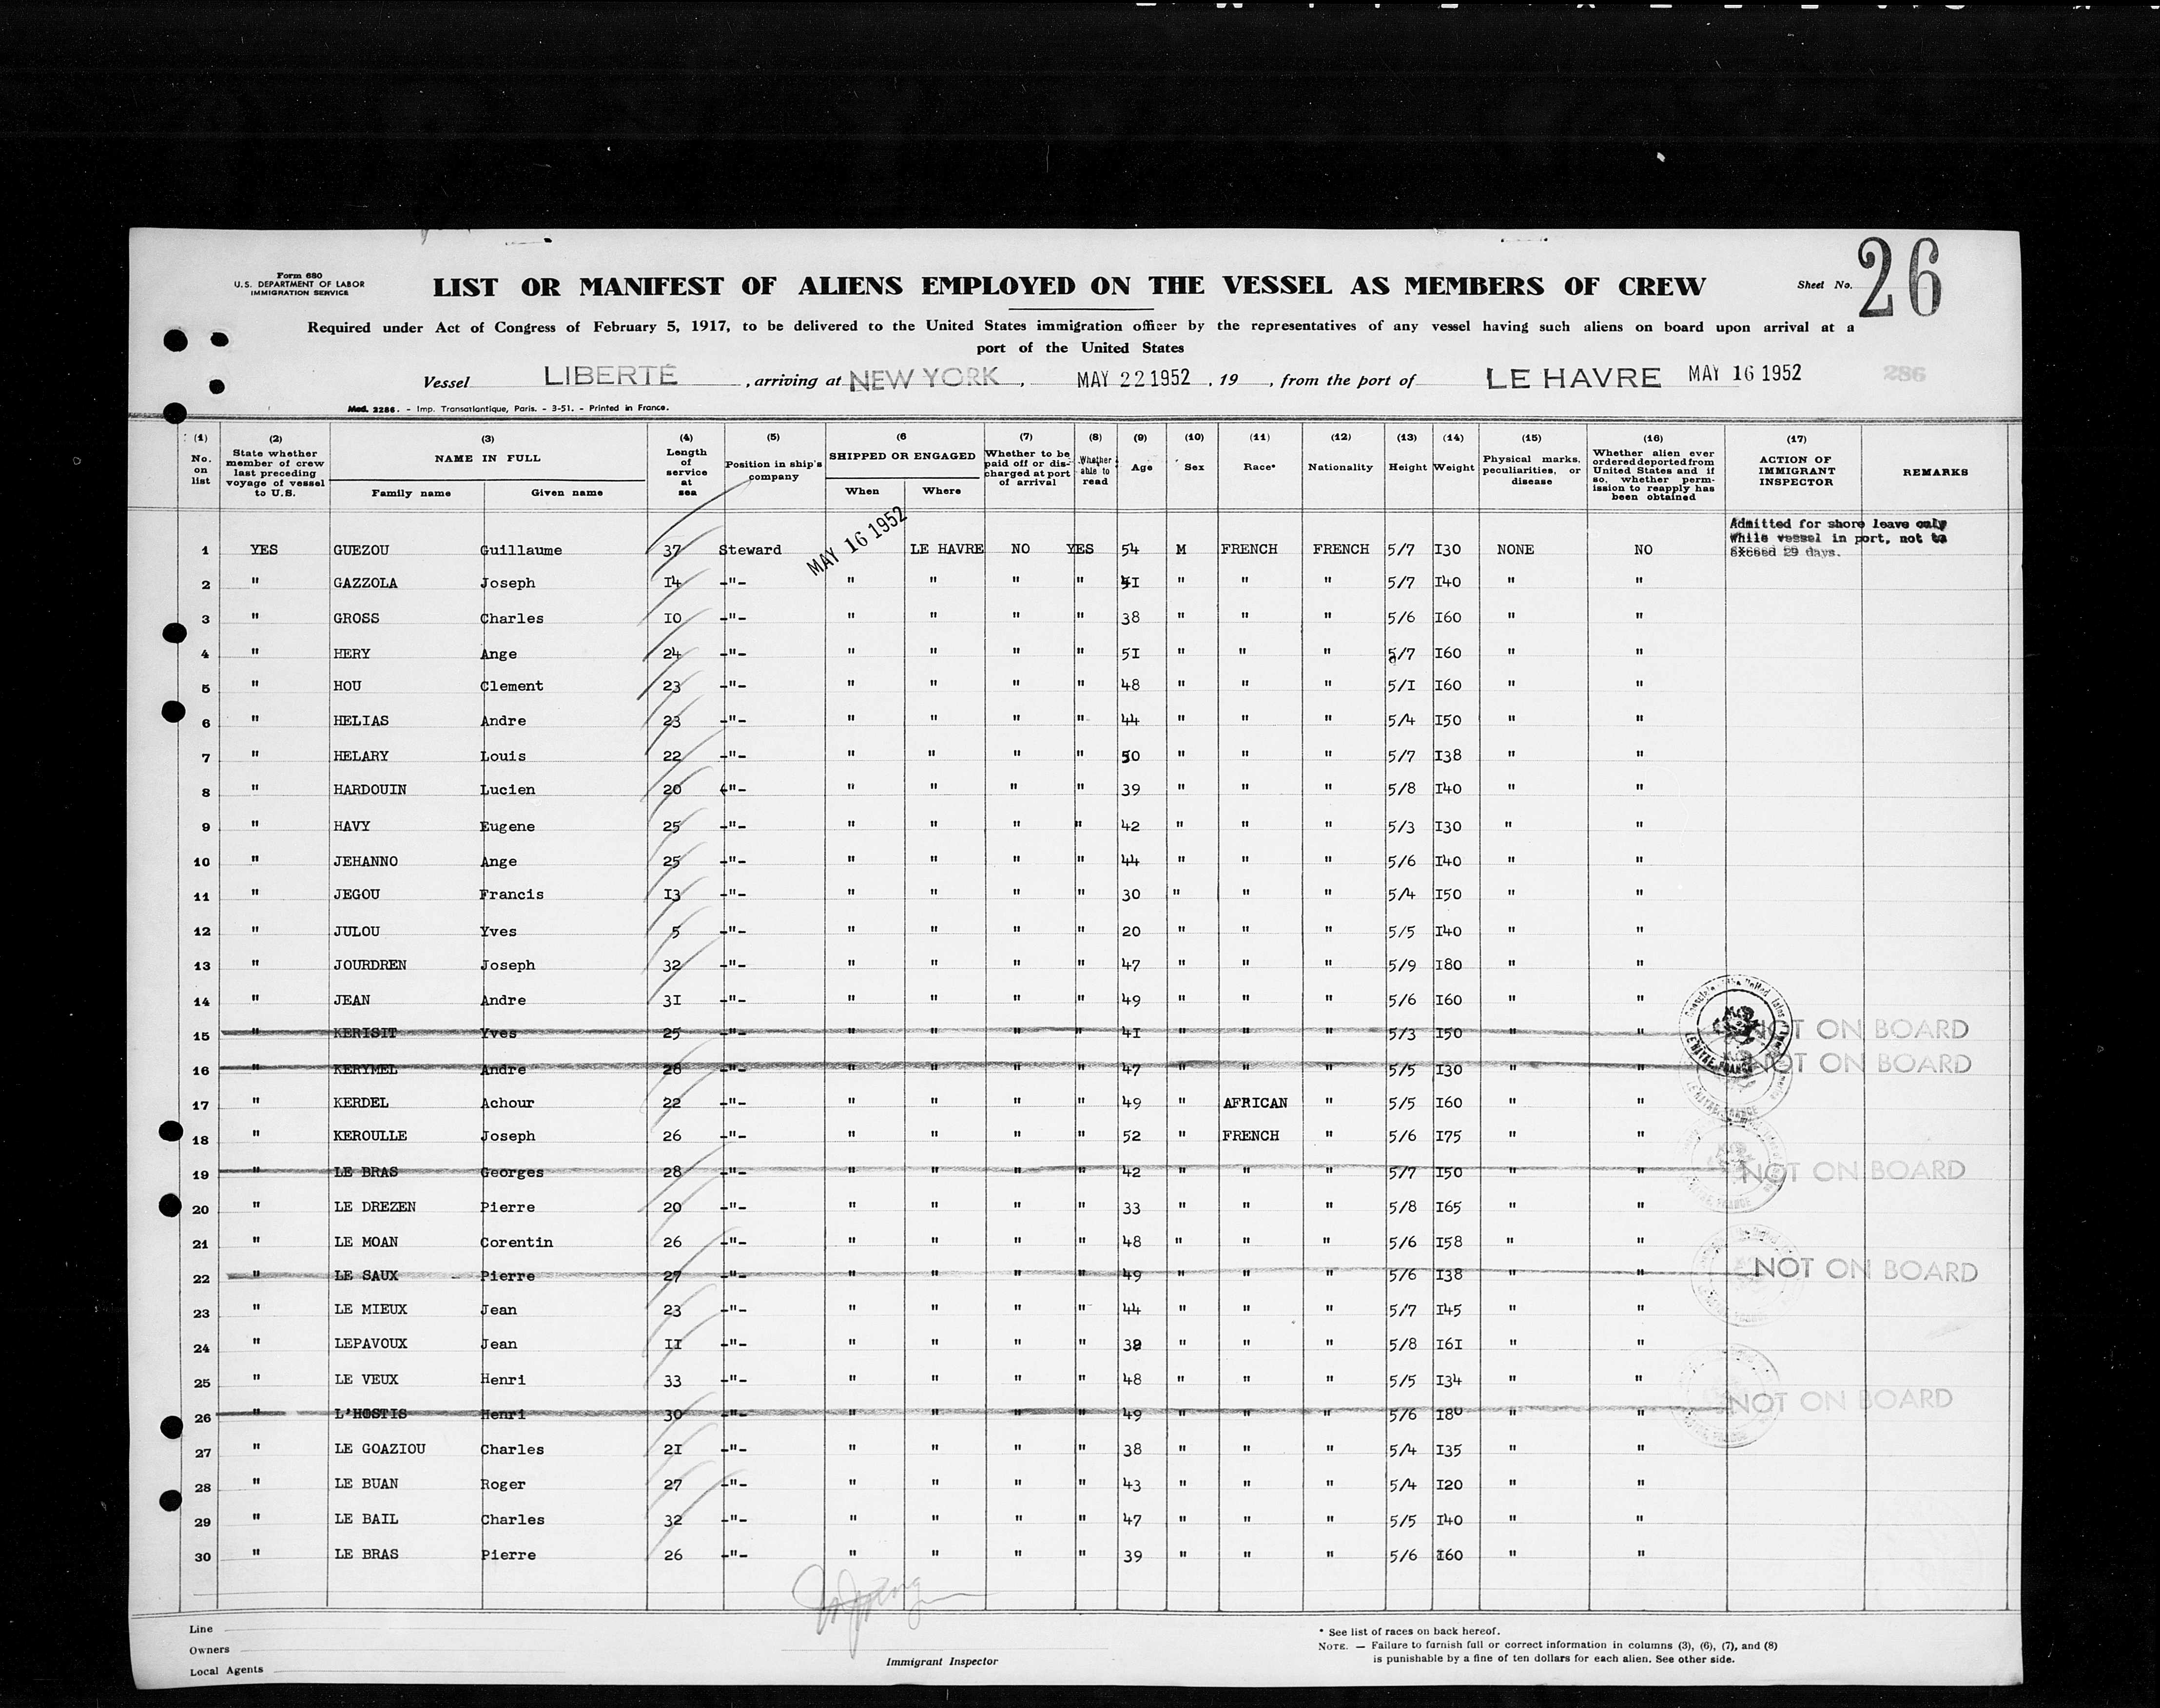 Form 680
U.S. DEPARTMENT OF LABOR
IMMIGRATION SERVICE
LIST OR MANIFEST OF ALIENS EMPLOYED ON THE VESSEL AS MEMBERS OF CREW
Sheet No. 26
Required under Act of Congress of February 5, 1917, to be delivered to the United States immigration officer by the representatives of any vessel having such aliens on board upon arrival at a
port of the United States
Vessel LIBERTE , arriving at NEW YORK , MAY 22 1952 , 19 , from the port of LE HAVRE MAY 16 1952 286
Mod. 2286. - Imp. Transatlantique, Paris. - 3-51. - Printed in France.
(1) No. on list (2) State whether member of crew last preceding voyage of vessel to U.S. (3) NAME IN FULL Family name Given name (4) Length of service at sea (5) Position in ship's company (6 SHIPPED OR ENGAGED When Where (7) Whether to be paid off or discharged at port of arrival (8) Whether able to read (9) Age (10) Sex (11) Race* (12) Nationality (13) Height (14) Weight (15) Physical marks, peculiarities, or disease (16) Whether alien ever ordered deported from United States and if so, whether permission to reapply has been obtained (17) ACTION OF IMMIGRANT INSPECTOR REMARKS
Admitted for shore leave only
while vessel in port, not to
exceed 29 days.
1 YES GUEZOU Guillaume 37 Steward MAY 16 1952 LE HAVRE NO YES 54 M FRENCH FRENCH 5/7 I30 NONE NO
2 " GAZZOLA Joseph I4 -"- " " " " 41 " " " 5/7 I40 " "
3 " GROSS Charles I0 -"- " " " " 38 " " " 5/6 I60 " "
4 " HERY Ange 24 -"- " " " " 5I " " " 5/7 I60 " "
5 " HOU Clement 23 -"- " " " " 48 " " " 5/I I60 " "
6 " HELIAS Andre 23 -"- " " " " 44 " " " 5/4 I50 " "
7 " HELARY Louis 22 -"- " " " " 50 " " " 5/7 I38 " "
8 " HARDOUIN Lucien 20 -"- " " " " 39 " " " 5/8 I40 " "
9 " HAVY Eugene 25 -"- " " " " 42 " " " 5/3 I30 " "
10 " JEHANNO Ange 25 -"- " " " " 44 " " " 5/6 I40 " "
11 " JEGOU Francis I3 -"- " " " " 30 " " " 5/4 I50 " "
12 " JULOU Yves 5 -"- " " " " 20 " " " 5/5 I40 " "
13 " JOURDREN Joseph 32 -"- " " " " 47 " " " 5/9 I80 " "
14 " JEAN Andre 3I -"- " " " " 49 " " " 5/6 I60 " "
15 " KERISIT Yves 25 -"- " " " " 4I " " " 5/3 I50 " " NOT ON BOARD
16 " KERYMEL Andre 28 -"- " " " " 47 " " " 5/5 I30 " " NOT ON BOARD
17 " KERDEL Achour 22 -"- " " " " 49 " AFRICAN " 5/5 I60 " "
18 " KEROULLE Joseph 26 -"- " " " " 52 " FRENCH " 5/6 I75 " "
19 " LE BRAS Georges 28 -"- " " " " 42 " " " 5/7 I50 " " NOT ON BOARD
20 " LE DREZEN Pierre 20 -"- " " " " 33 " " " 5/8 I65 " "
21 " LE MOAN Corentin 26 -"- " " " " 48 " " " 5/6 I58 " "
22 " LE SAUX Pierre 27 -"- " " " " 49 " " " 5/6 I38 " " NOT ON BOARD
23 " LE MIEUX Jean 23 -"- " " " " 44 " " " 5/7 I45 " "
24 " LEPAVOUX Jean II -"- " " " " " " " 5/8 I6I " "
25 " LE VEUX Henri 33 -"- " " " " 48 " " " 5/5 I34 " "
26 " L'HOSTIS Henri 30 -"- " " " " 49 " " " 5/6 I80 " " NOT ON BOARD
27 " LE GOAZIOU Charles 2I -"- " " " " 38 " " " 5/4 I35 " "
28 " LE BUAN Roger 27 -"- " " " " 43 " " " 5/4 I20 " "
29 " LE BAIL Charles 32 -"- " " " " 47 " " " 5/5 I40 " "
30 " LE BRAS Pierre 26 -"- " " " " 39 " " " 5/6 I60 " "
Line
Owners
Local Agents
Immigrant Inspector
* See list of races on back hereof.
NOTE. — Failure to furnish full or correct information in columns (3), (6), (7), and (8)
is punishable by a fine of ten dollars for each alien. See other side.